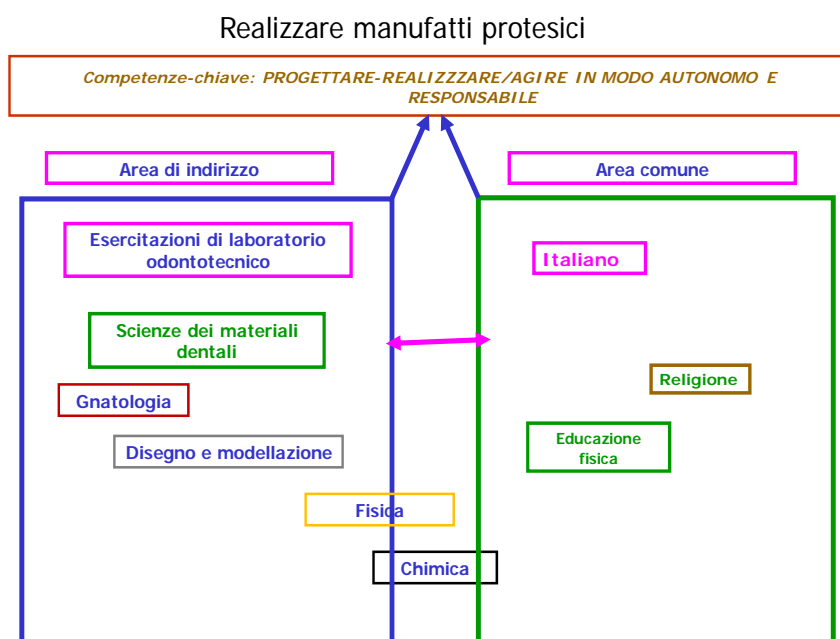 Realizzare manufatti protesici
Competenze-chiave: PROGETTARE-REALIZZZARE/AGIRE IN MODO AUTONOMO E
RESPONSABILE
Area di indirizzo
Area comune
Esercitazioni di laboratorio
odontotecnico
Italiano
Scienze dei materiali
dentali
Religione
Gnatologia
Disegno e modellazione
Educazione
fisica
Fisica
Chimica